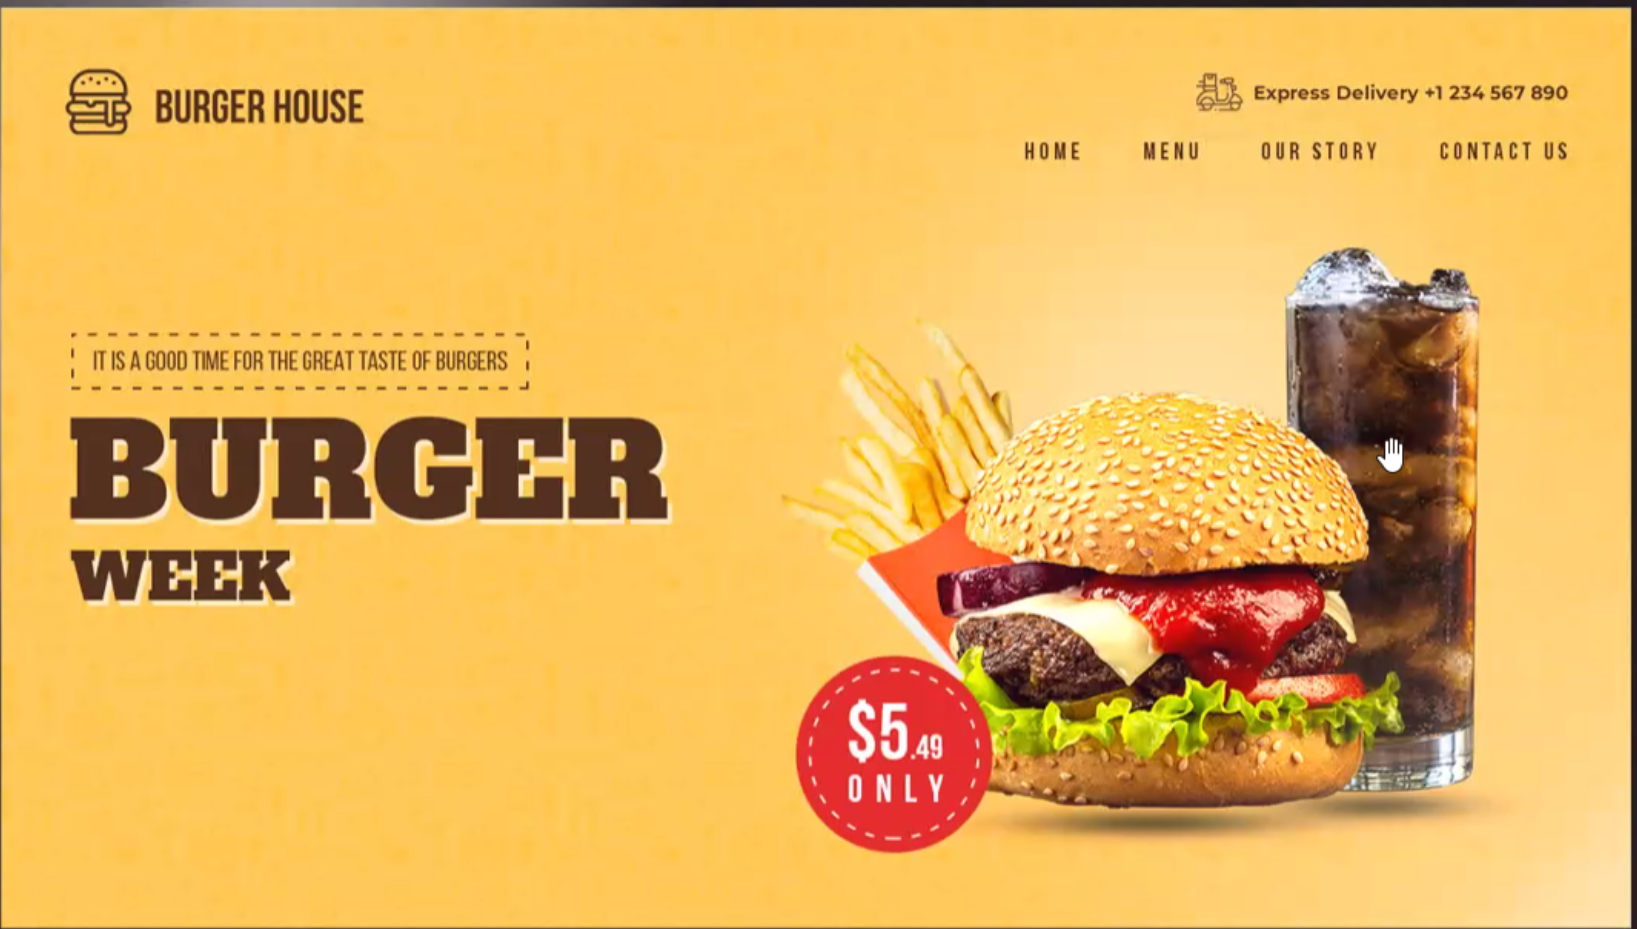 BURGER HOUSE
Express Delivery +1 234 567 890
HOME MENU OUR STORY CONTACT US
IT IS A GOOD TIME FOR THE GREAT TASTE OF BURGERS
BURGER
WEEK
$5.49
ONLY